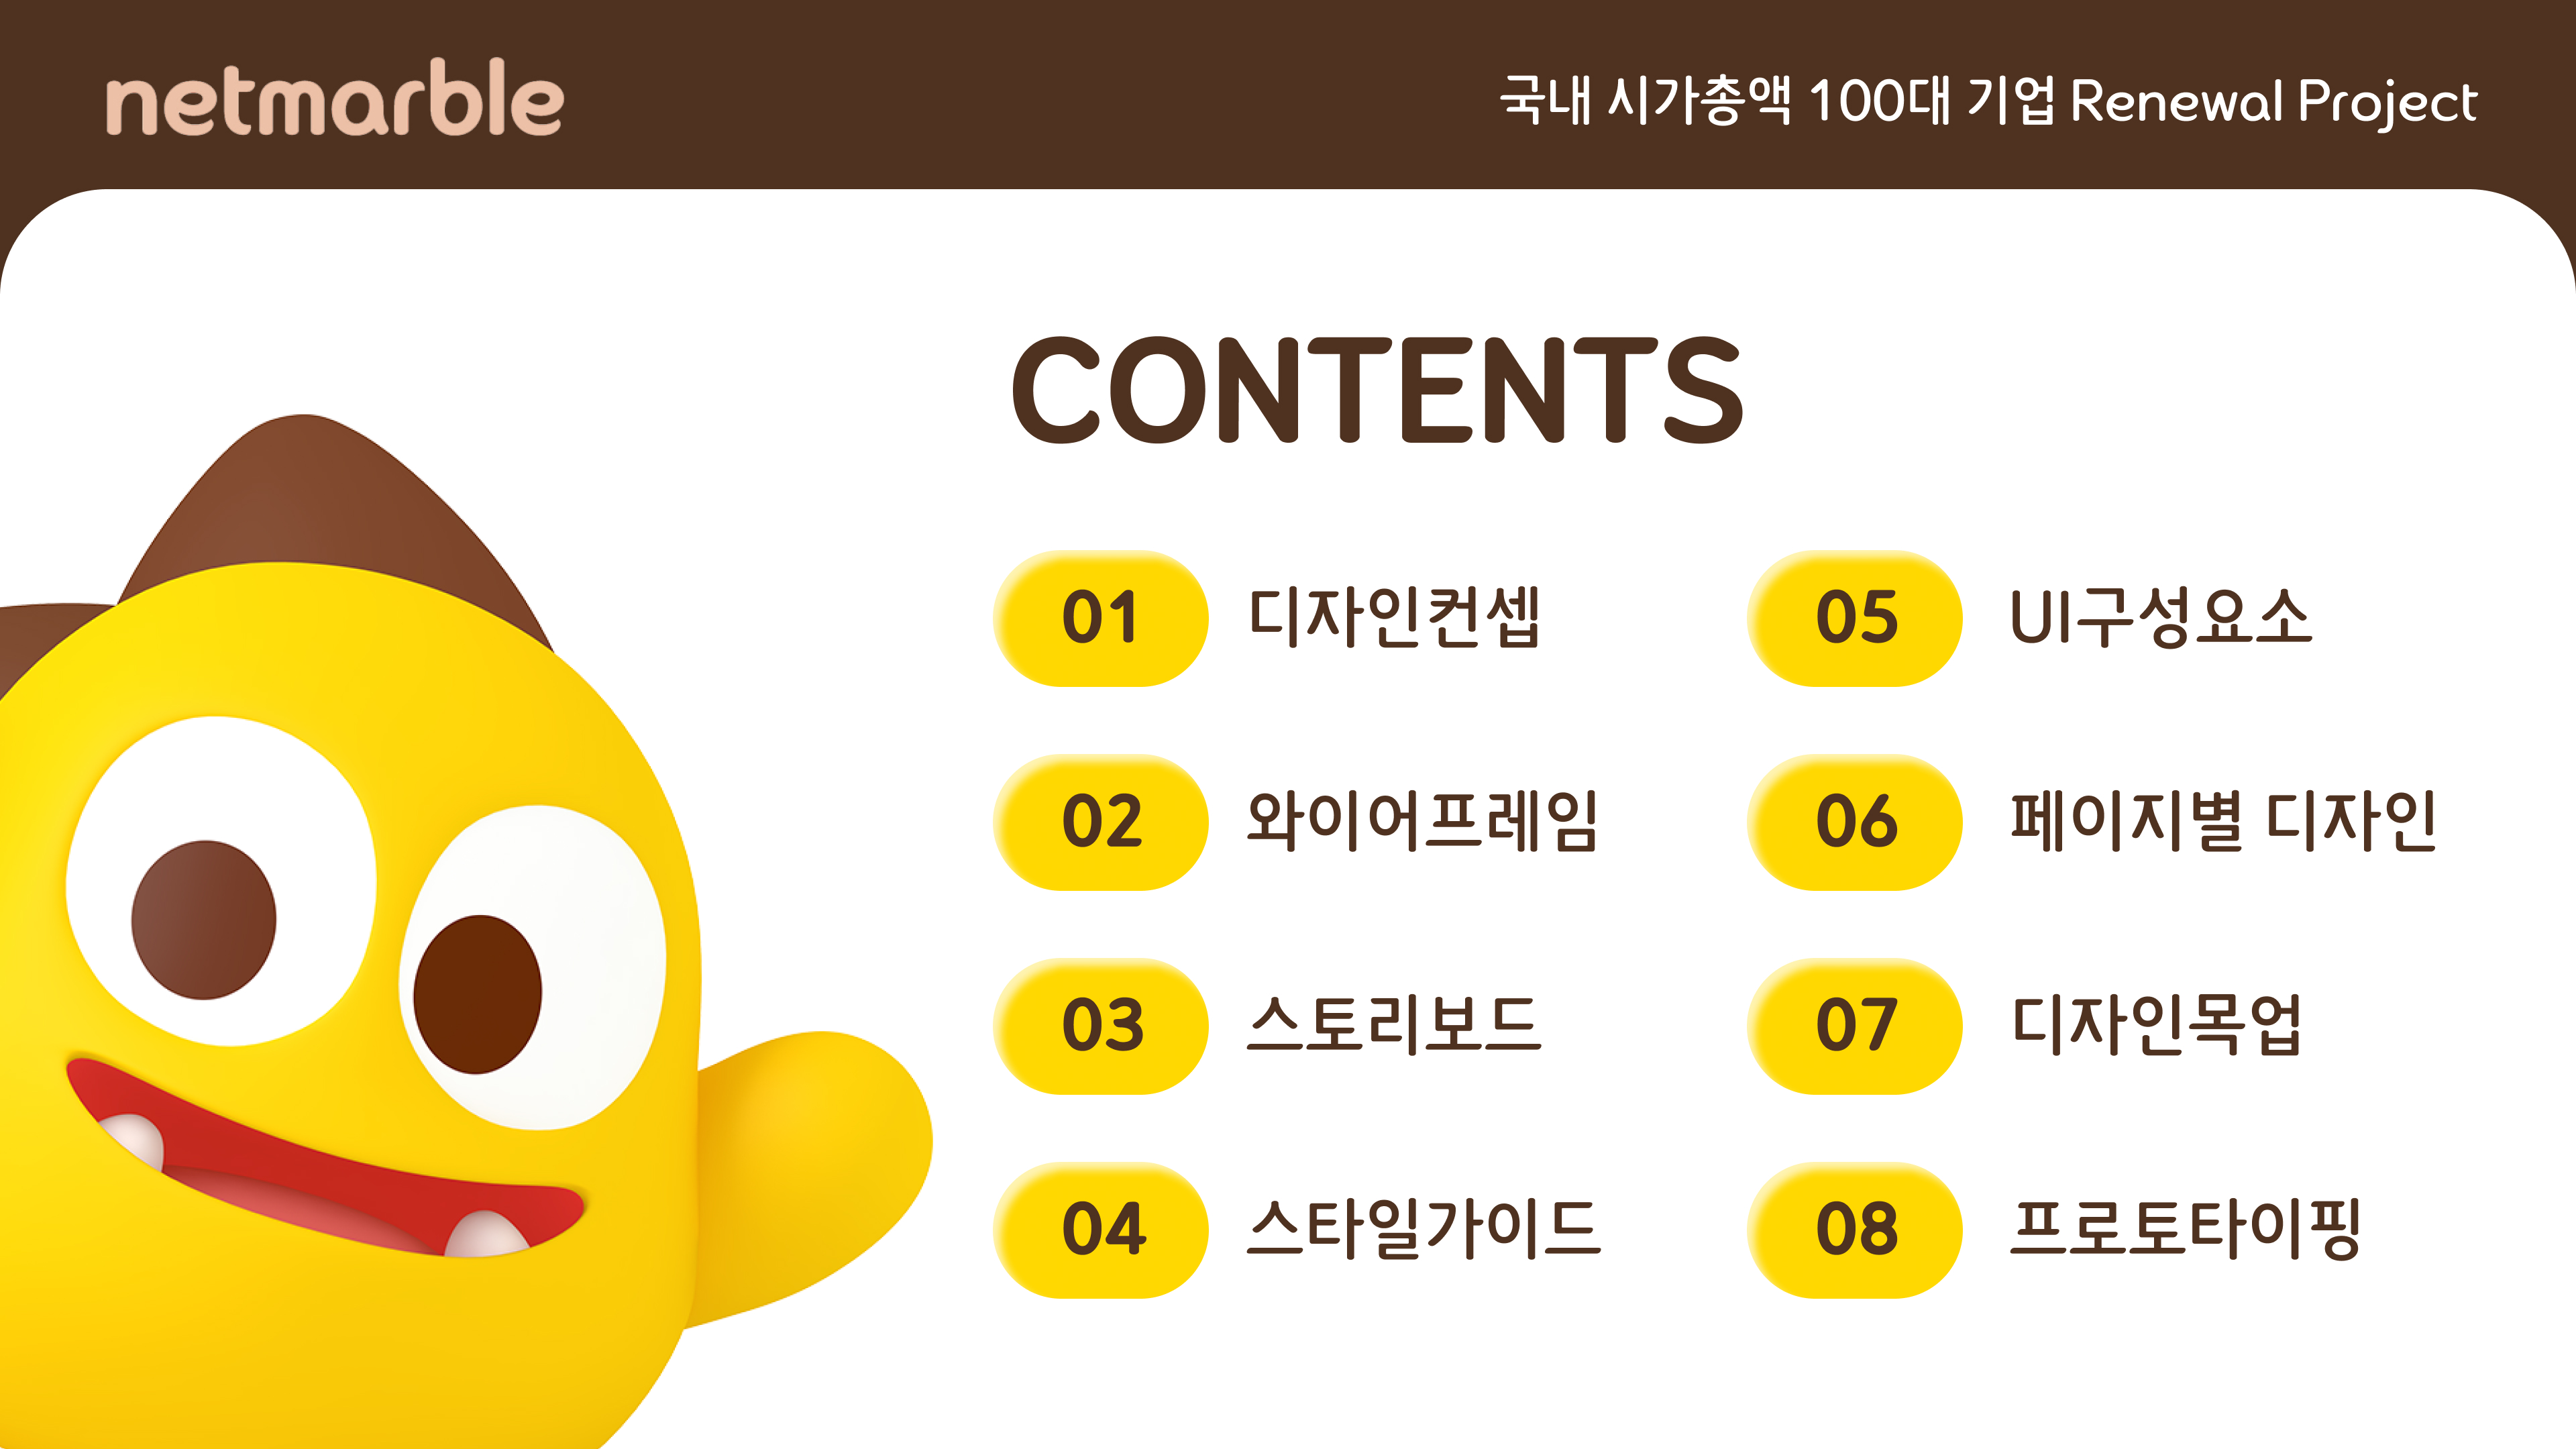 netmarble
국내 시가총액 100대 기업 Renewal Project
CONTENTS
01 디자인컨셉
02 와이어프레임
03 스토리보드
04 스타일가이드
05 UI구성요소
06 페이지별 디자인
07 디자인목업
08 프로토타이핑